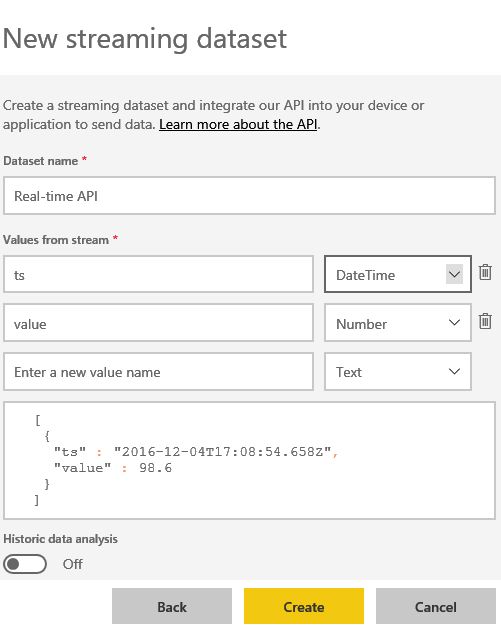 New streaming dataset
Create a streaming dataset and integrate our API into your device or
application to send data. Learn more about the API.
Dataset name *
Real-time API
Values from stream *
ts DateTime
value Number
Enter a new value name Text
[
{
"ts" : "2016-12-04T17:08:54.658Z",
"value" : 98.6
}
]
Historic data analysis
Off
Back Create Cancel